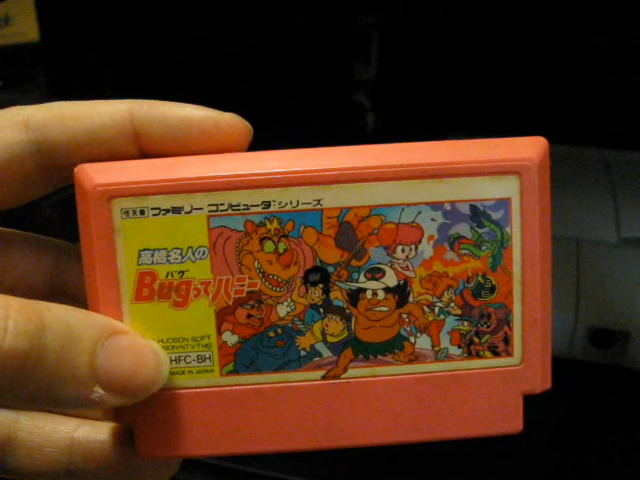 任天堂 ファミリー コンピュータ シリーズ
高橋名人の
バグ
Bugってハニー
HUDSON SOFT
HFC-BH
MADE IN JAPAN